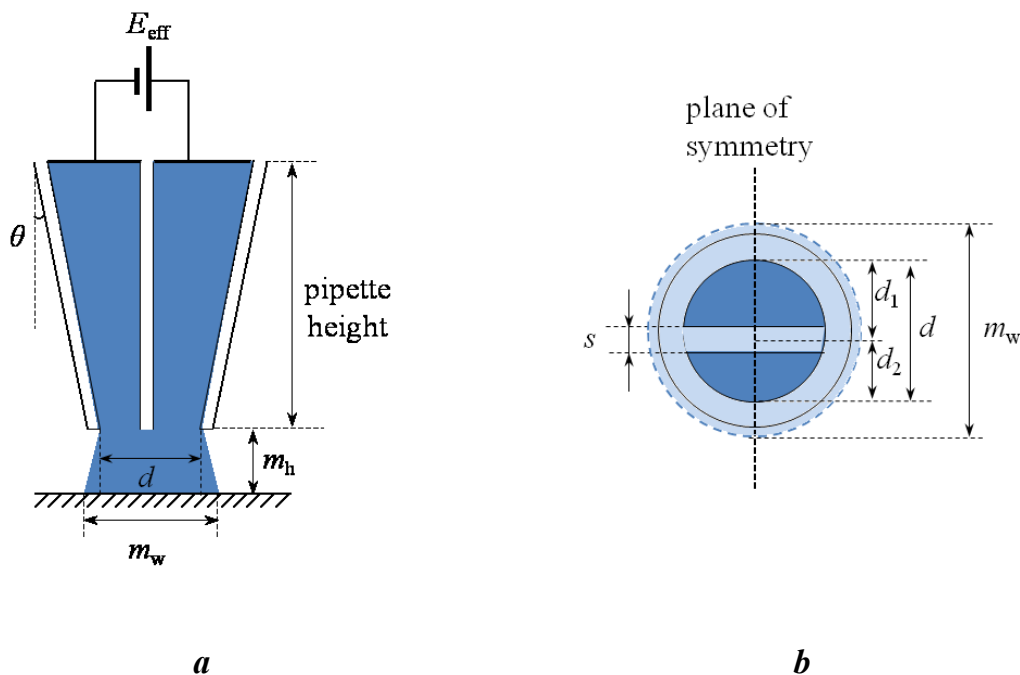 E_eff
θ
pipette
height
m_h
d
m_w
a
plane of
symmetry
s
d_1
d_2
d
m_w
b